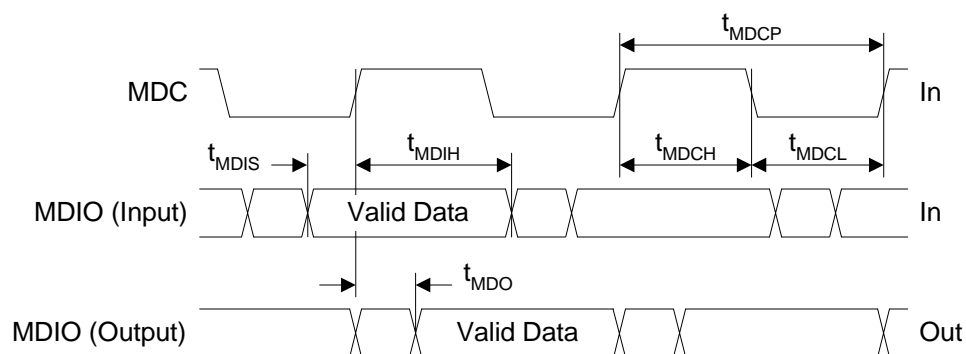 tMDCP
MDC
In
tMDIS
tMDIH
tMDCH
tMDCL
MDIO (Input)
Valid Data
In
tMDO
MDIO (Output)
Valid Data
Out